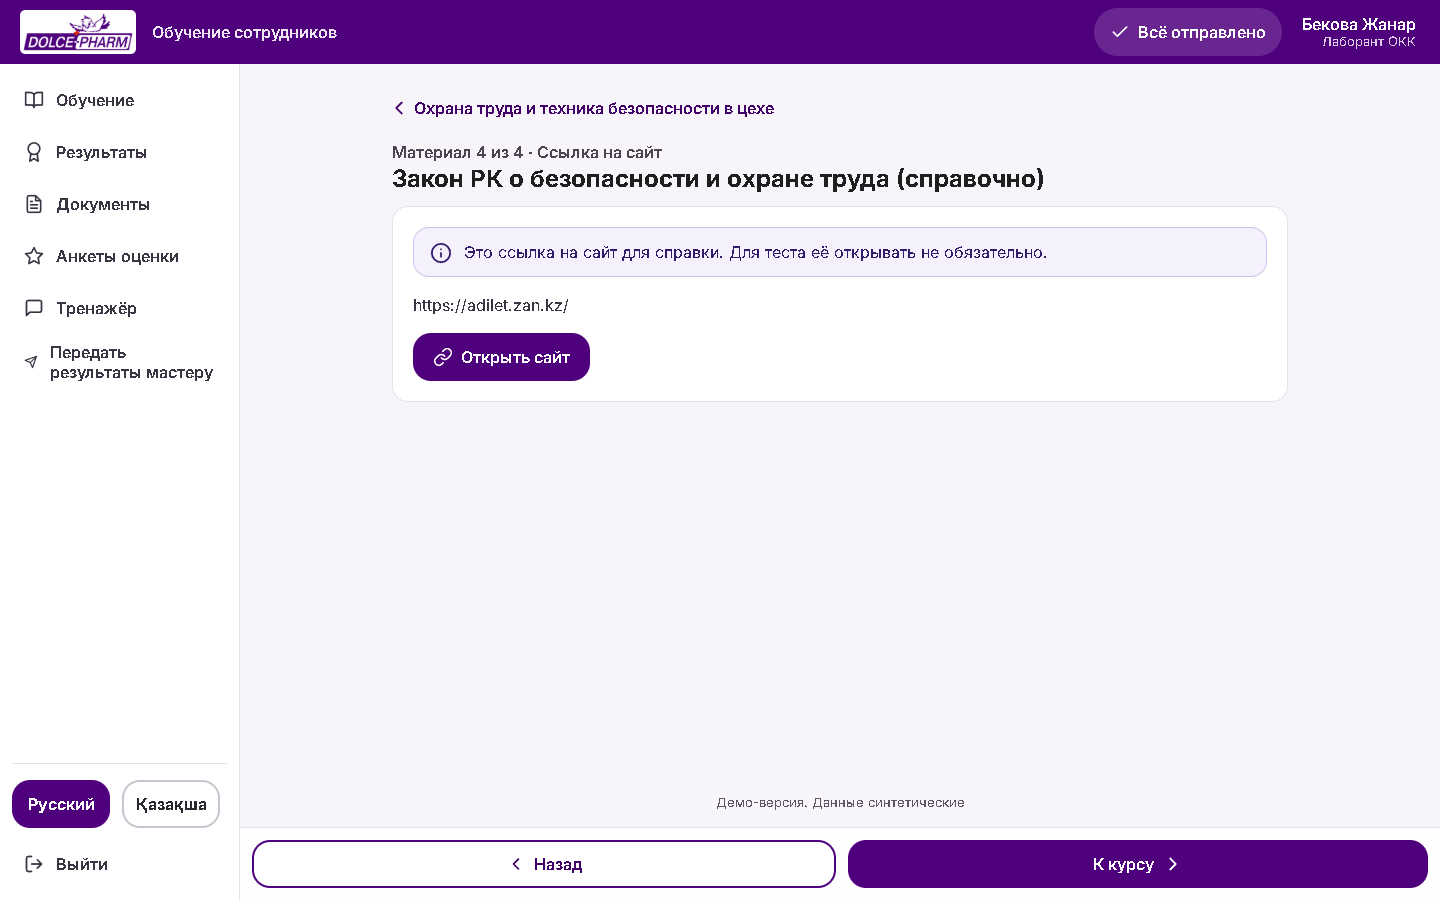 DOLCE-PHARM
Обучение сотрудников
Всё отправлено
Бекова Жанар
Лаборант ОКК
Обучение
Результаты
Документы
Анкеты оценки
Тренажёр
Передать
результаты мастеру
Русский
Қазақша
Выйти
Охрана труда и техника безопасности в цехе
Материал 4 из 4 · Ссылка на сайт
Закон РК о безопасности и охране труда (справочно)
Это ссылка на сайт для справки. Для теста её открывать не обязательно.
https://adilet.zan.kz/
Открыть сайт
Демо-версия. Данные синтетические
Назад
К курсу